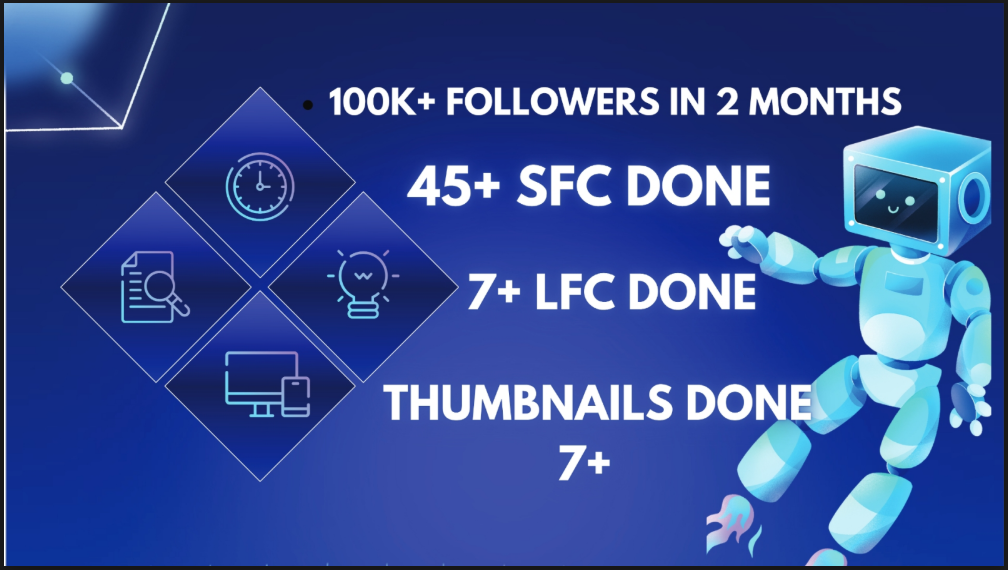 100K+ FOLLOWERS IN 2 MONTHS
45+ SFC DONE
7+ LFC DONE
THUMBNAILS DONE
7+